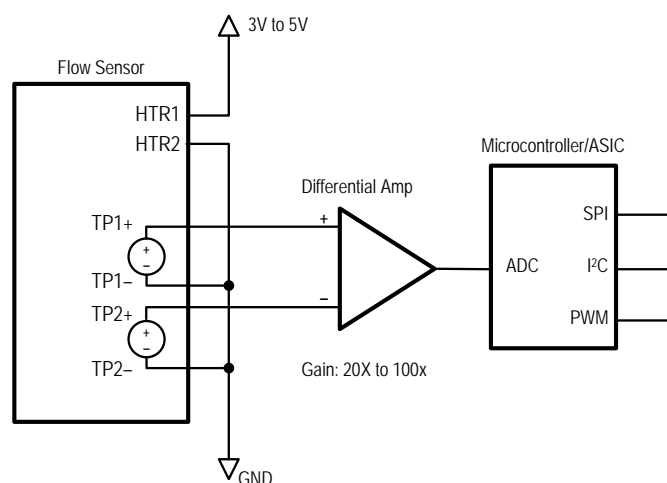 3V to 5V
Flow Sensor
HTR1
HTR2
Microcontroller/ASIC
Differential Amp
SPI
TP1+
+
+
−
ADC
I²C
TP1−
TP2+
−
PWM
+
−
TP2−
Gain: 20X to 100x
GND